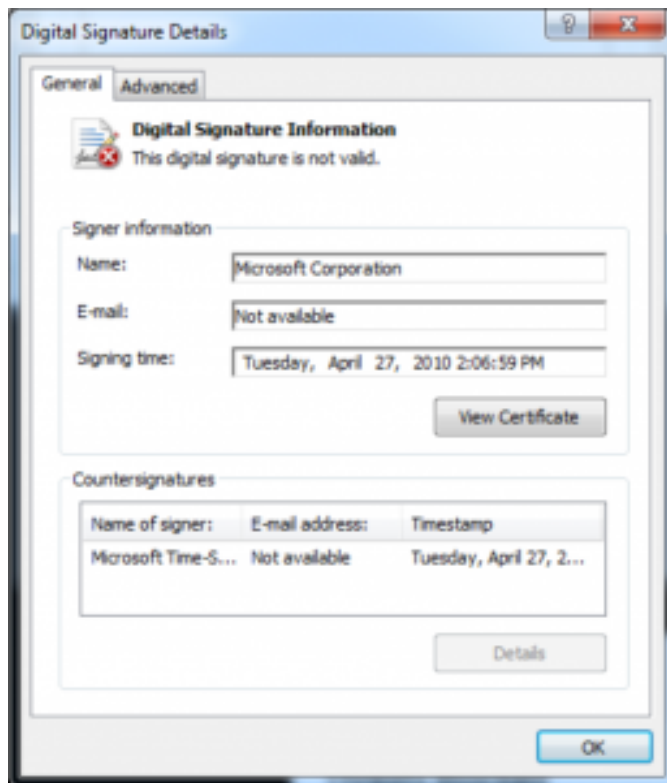 Digital Signature Details
General Advanced
Digital Signature Information
This digital signature is not valid.
Signer information
Name: Microsoft Corporation
E-mail: Not available
Signing time: Tuesday, April 27, 2010 2:06:59 PM
View Certificate
Countersignatures
Name of signer: E-mail address: Timestamp
Microsoft Time-S... Not available Tuesday, April 27, 2...
Details
OK